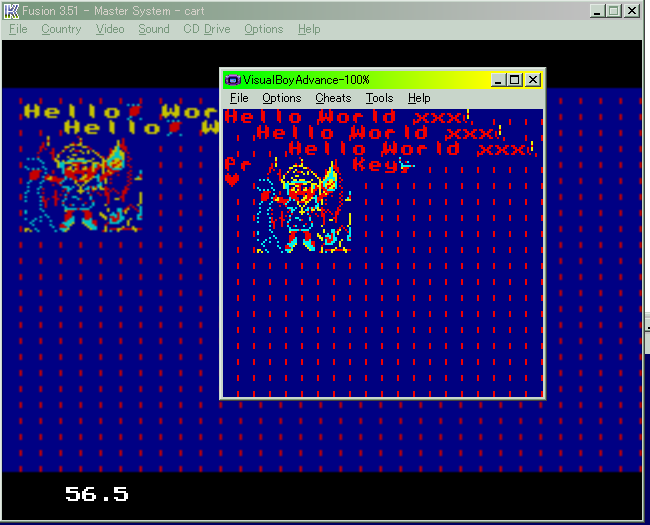 Fusion 3.51 - Master System - cart
File Country Video Sound CD Drive Options Help
Hello Wor
Hello W
VisualBoyAdvance-100%
File Options Cheats Tools Help
Hello World xxx!
Hello World xxx!
Hello World xxx!
Pr Key
56.5